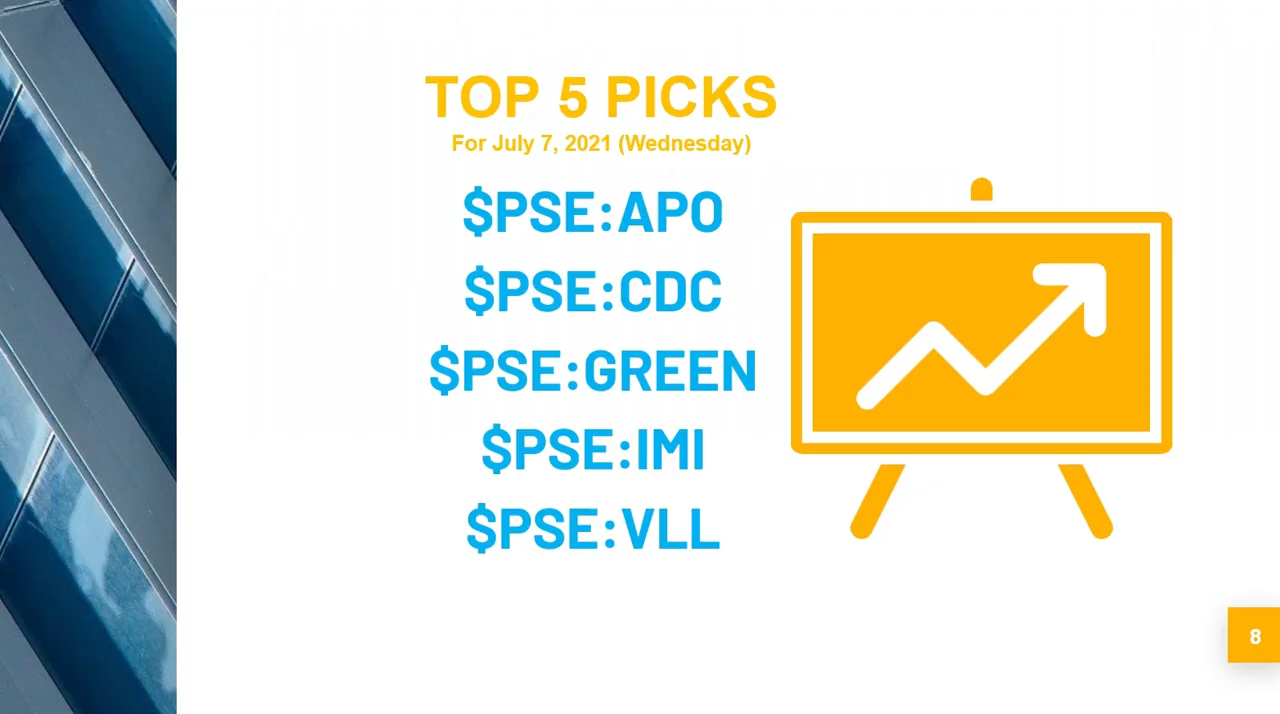 TOP 5 PICKS
For July 7, 2021 (Wednesday)
$PSE:APO
$PSE:CDC
$PSE:GREEN
$PSE:IMI
$PSE:VLL
8